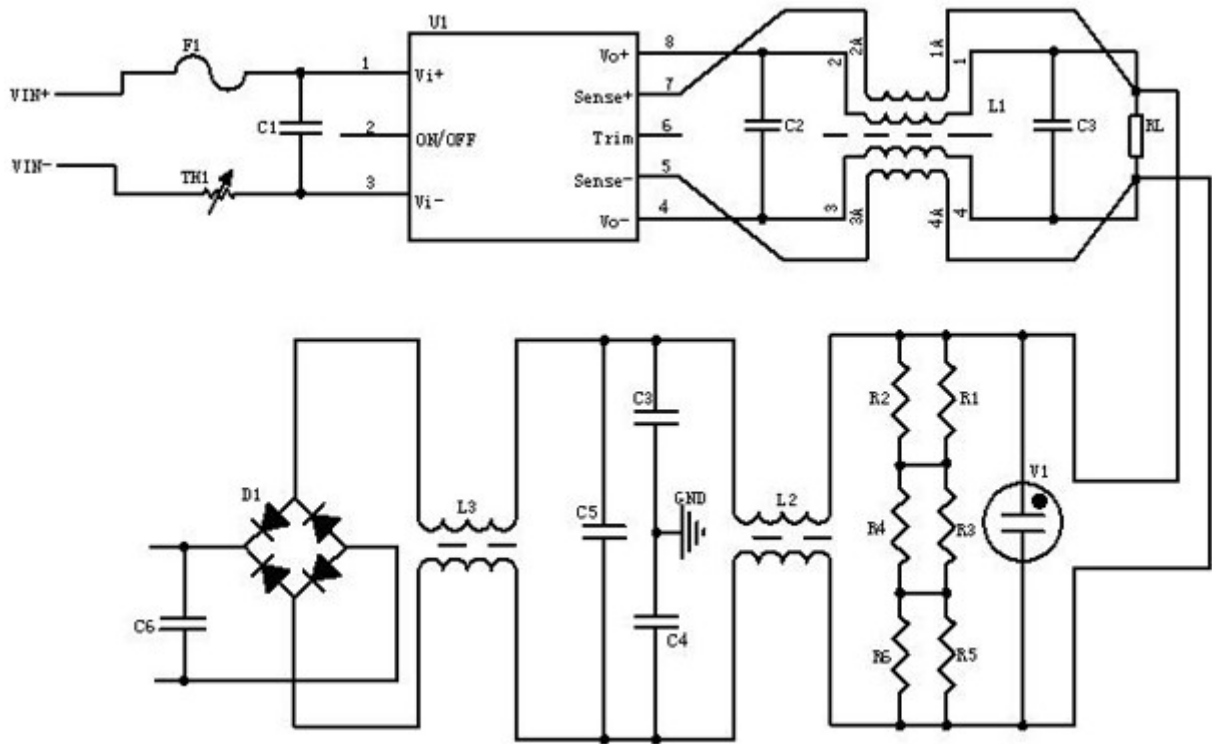 U1
F1
VIN+
VIN-
C1
TH1
1
2
3
Vi+
ON/OFF
Vi-
Vo+
Sense+
Trim
Sense-
Vo-
8
7
6
5
4
C2
2A
2
1A
1
L1
3
3A
4A
4
C3
RL
D1
C6
L3
C5
C3
GND
C4
L2
R2
R1
R4
R3
R6
R5
V1